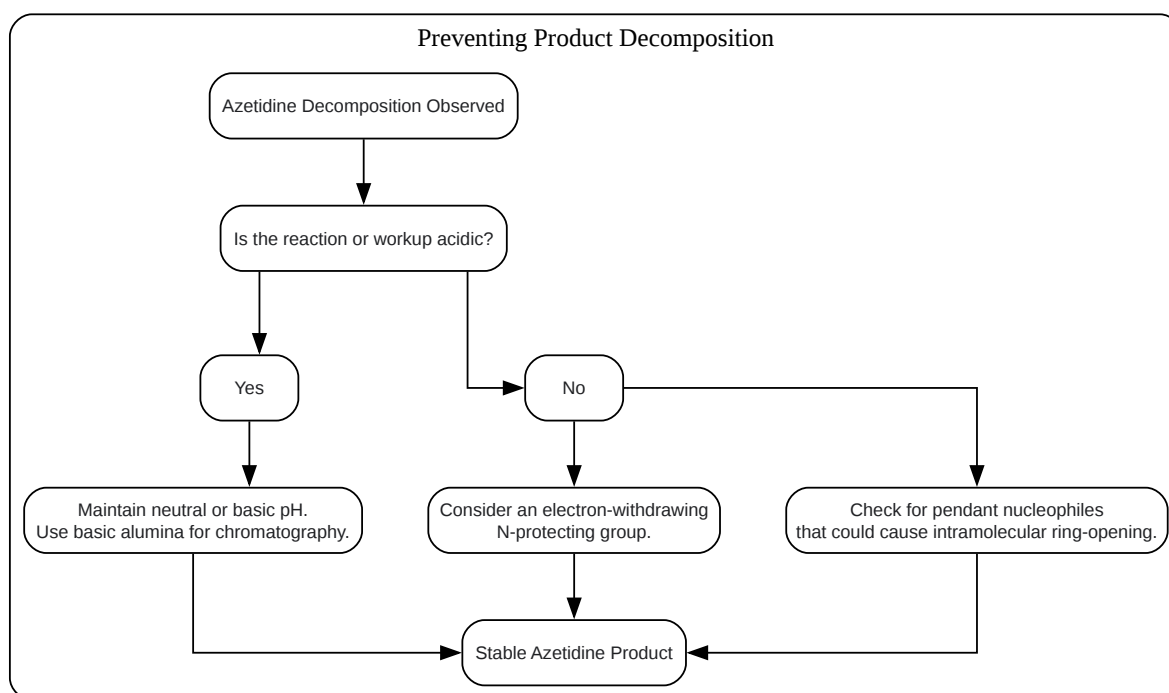 Preventing Product Decomposition
Azetidine Decomposition Observed
Is the reaction or workup acidic?
Yes
No
Maintain neutral or basic pH.
Use basic alumina for chromatography.
Consider an electron-withdrawing
N-protecting group.
Check for pendant nucleophiles
that could cause intramolecular ring-opening.
Stable Azetidine Product